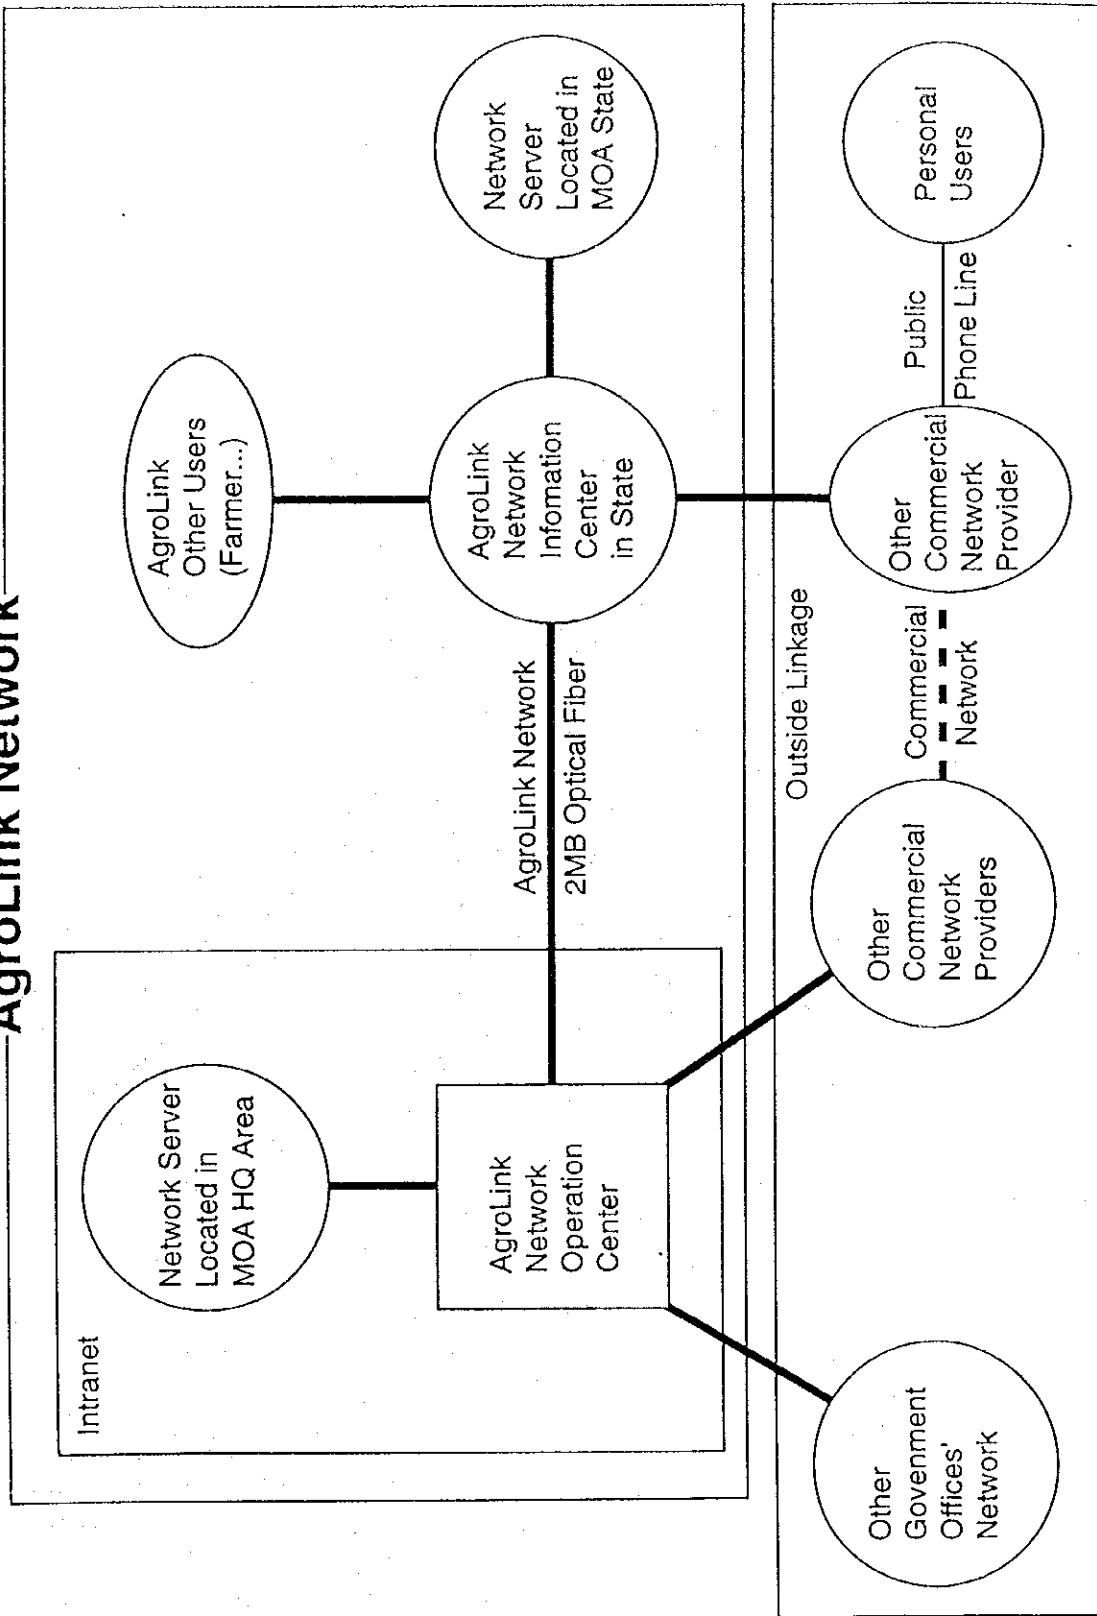 AgroLink Network
Intranet
Network Server
Located in
MOA HQ Area
AgroLink
Network
Operation
Center
AgroLink Network
2MB Optical Fiber
AgroLink
Other Users
(Farmer...)
AgroLink
Network
Infomation
Center
in State
Network
Server
Located in
MOA State
Outside Linkage
Other
Govenment
Offices'
Network
Other
Commercial
Network
Providers
Commercial
Network
Other
Commercial
Network
Provider
Public
Phone Line
Personal
Users